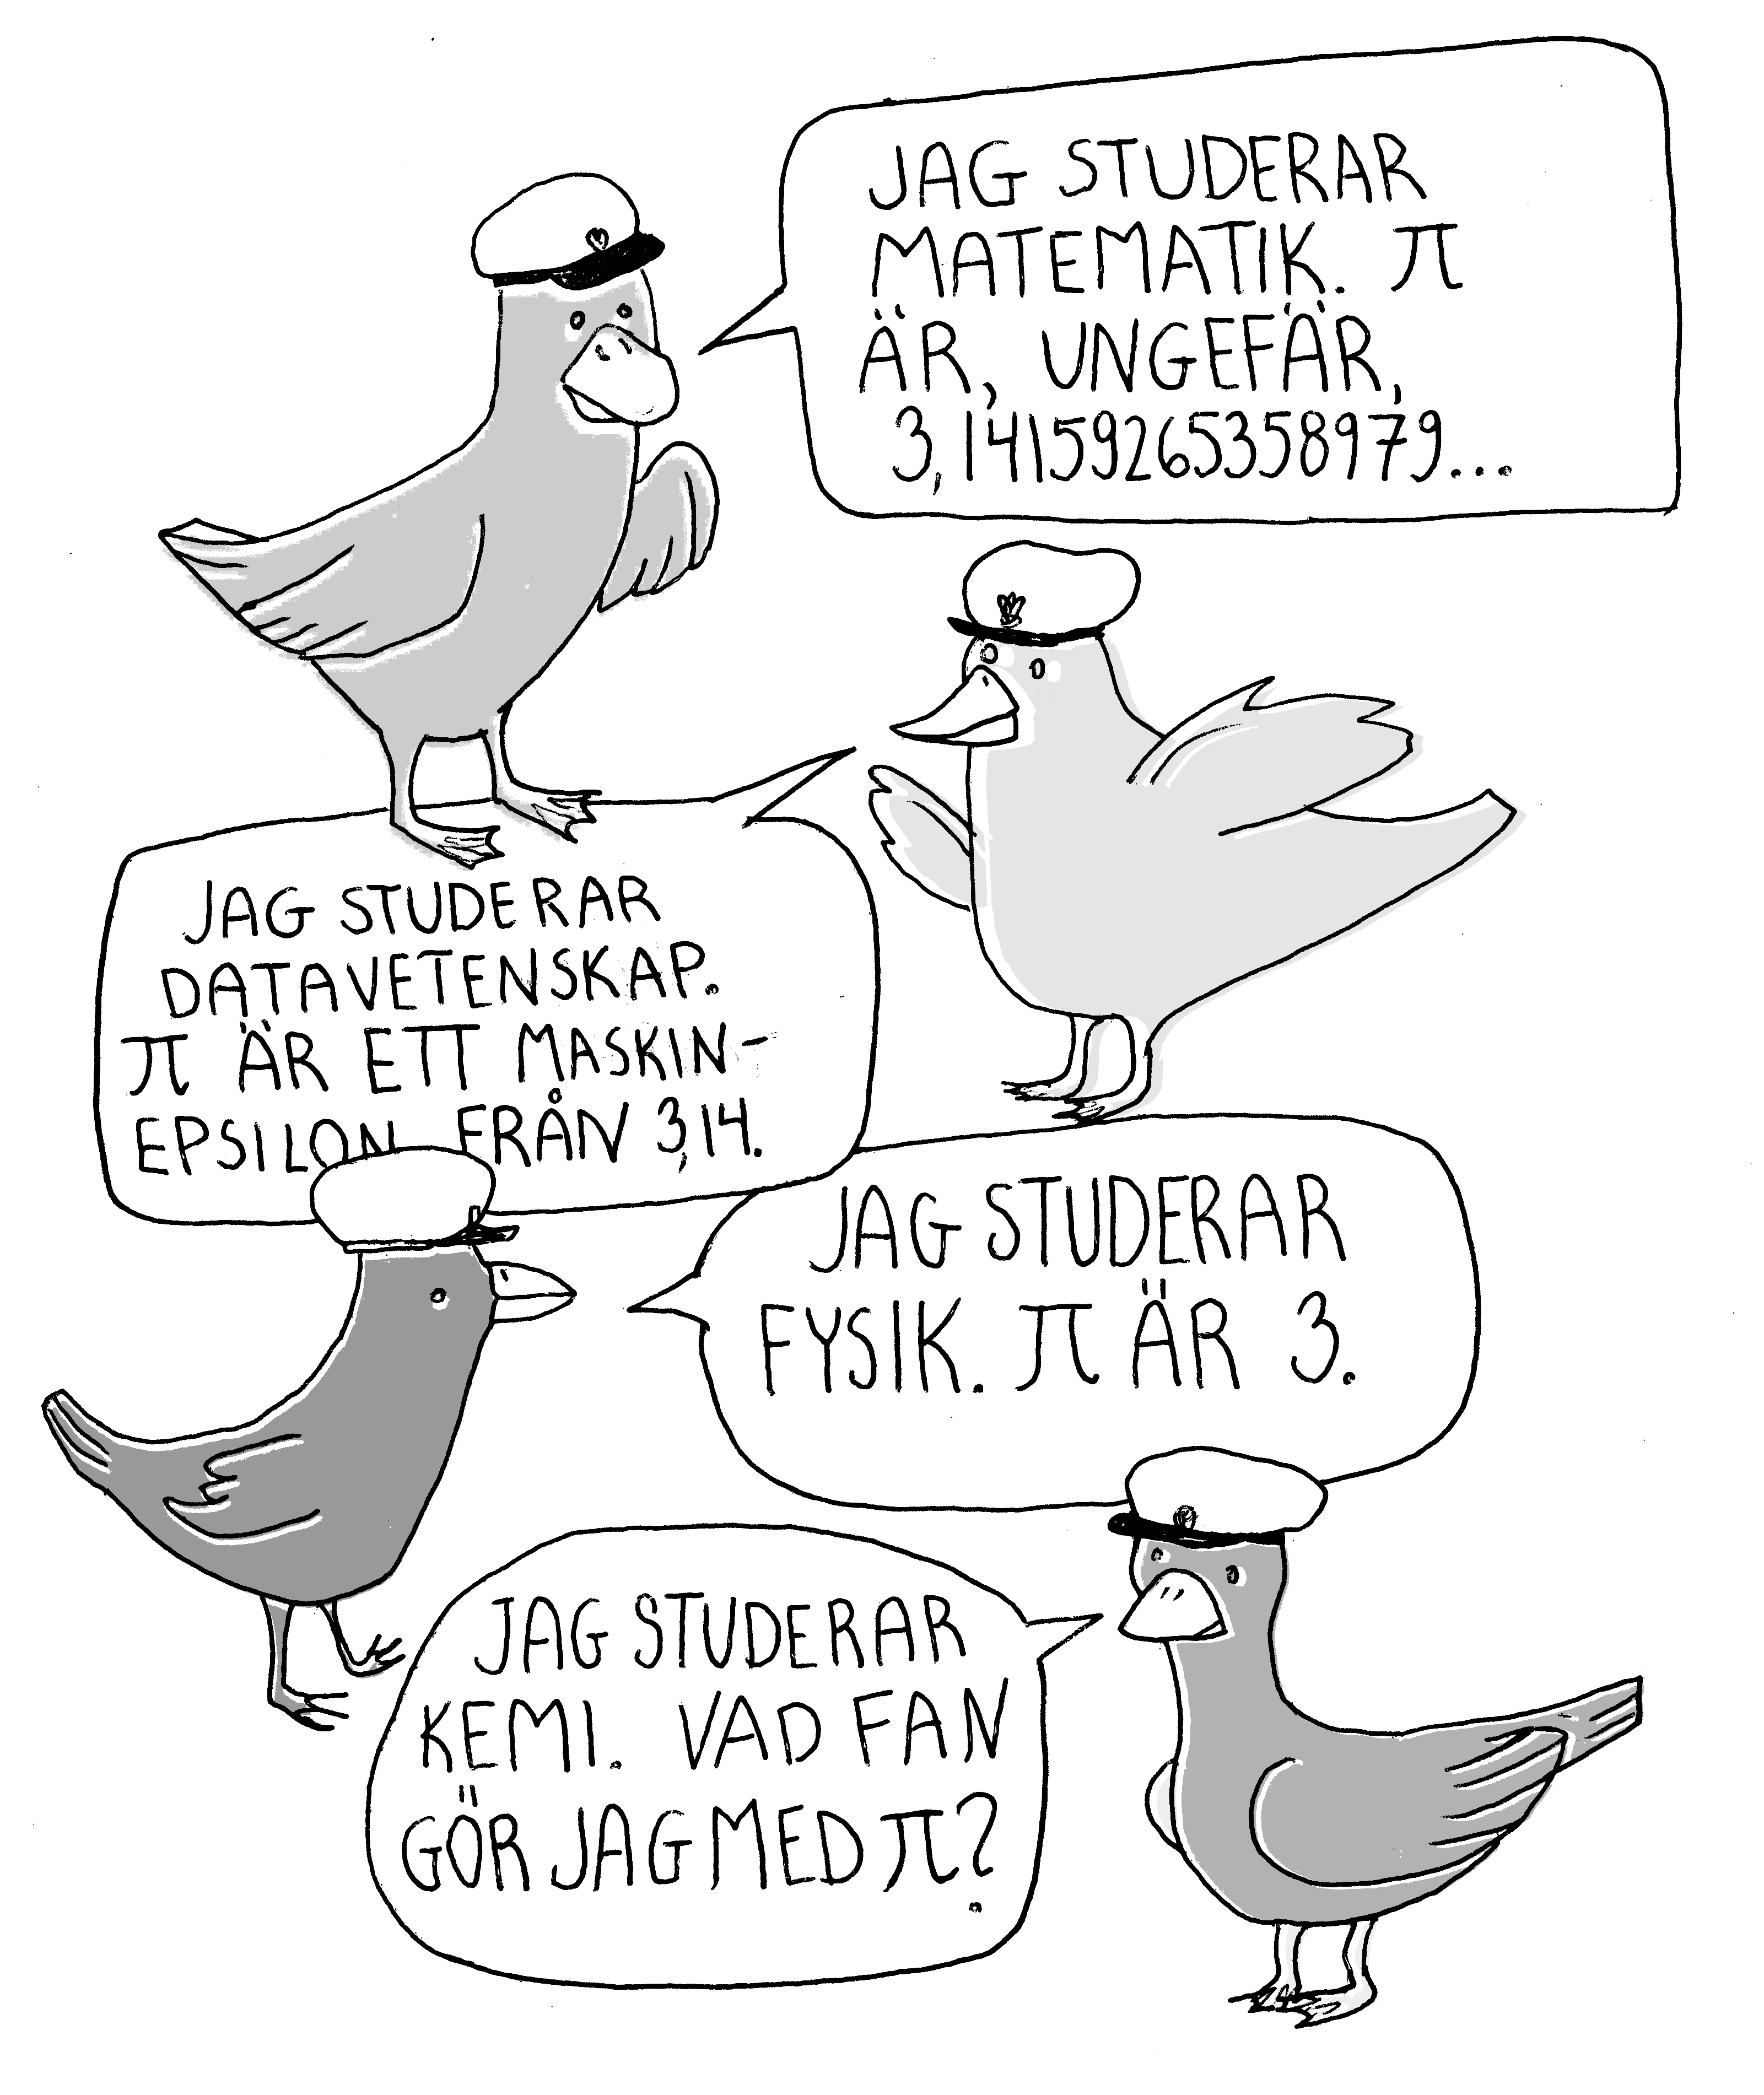 JAG STUDERAR
MATEMATIK. π
ÄR, UNGEFÄR,
3,14159265358979...
JAG STUDERAR
DATAVETENSKAP.
π ÄR ETT MASKIN-
EPSILON FRÅN 3,14.
JAG STUDERAR
FYSIK. π ÄR 3.
JAG STUDERAR
KEMI. VAD FAN
GÖR JAG MED π?